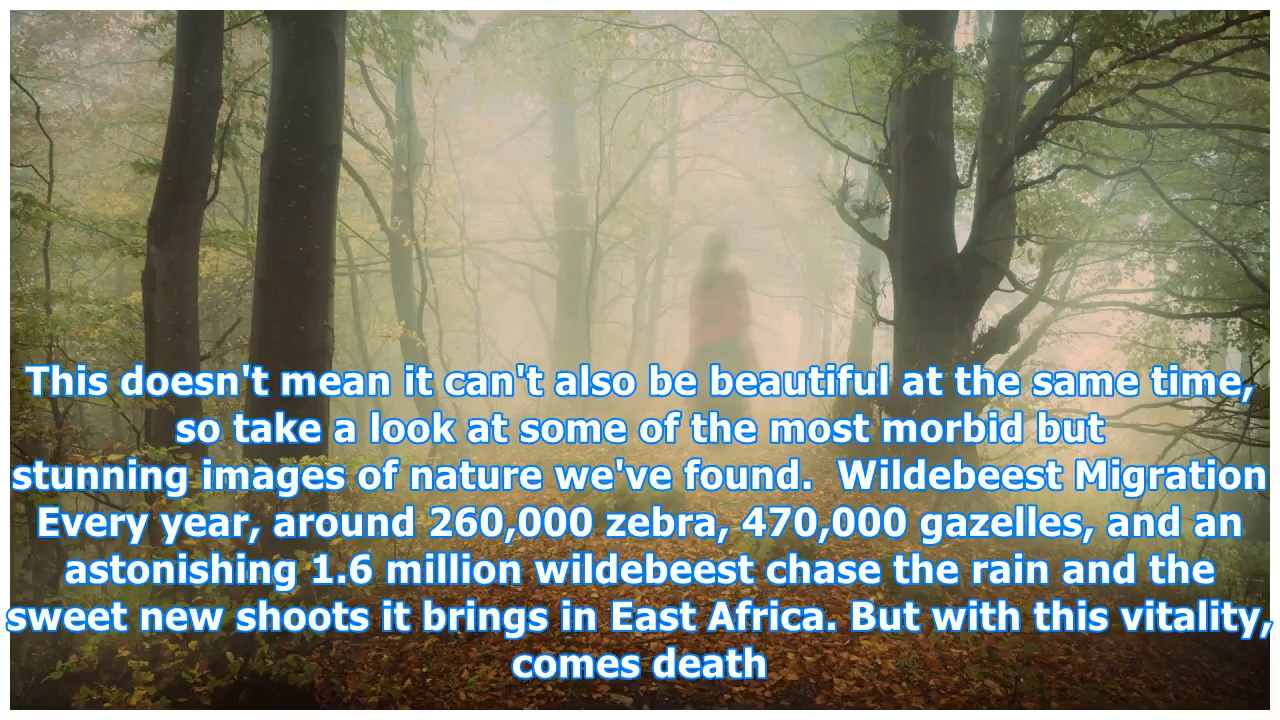 This doesn't mean it can't also be beautiful at the same time,
so take a look at some of the most morbid but
stunning images of nature we've found.  Wildebeest Migration
Every year, around 260,000 zebra, 470,000 gazelles, and an
astonishing 1.6 million wildebeest chase the rain and the
sweet new shoots it brings in East Africa. But with this vitality,
comes death